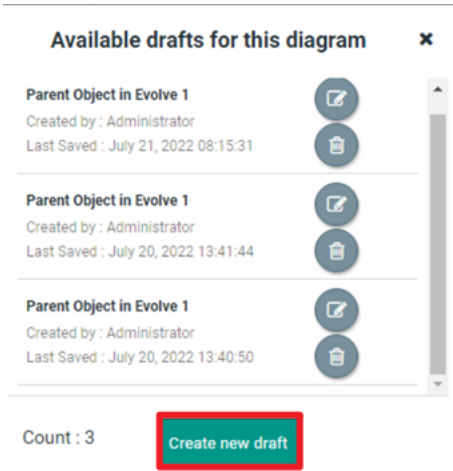 Available drafts for this diagram
Parent Object in Evolve 1
Created by : Administrator
Last Saved : July 21, 2022 08:15:31
Parent Object in Evolve 1
Created by : Administrator
Last Saved : July 20, 2022 13:41:44
Parent Object in Evolve 1
Created by : Administrator
Last Saved : July 20, 2022 13:40:50
Count : 3
Create new draft